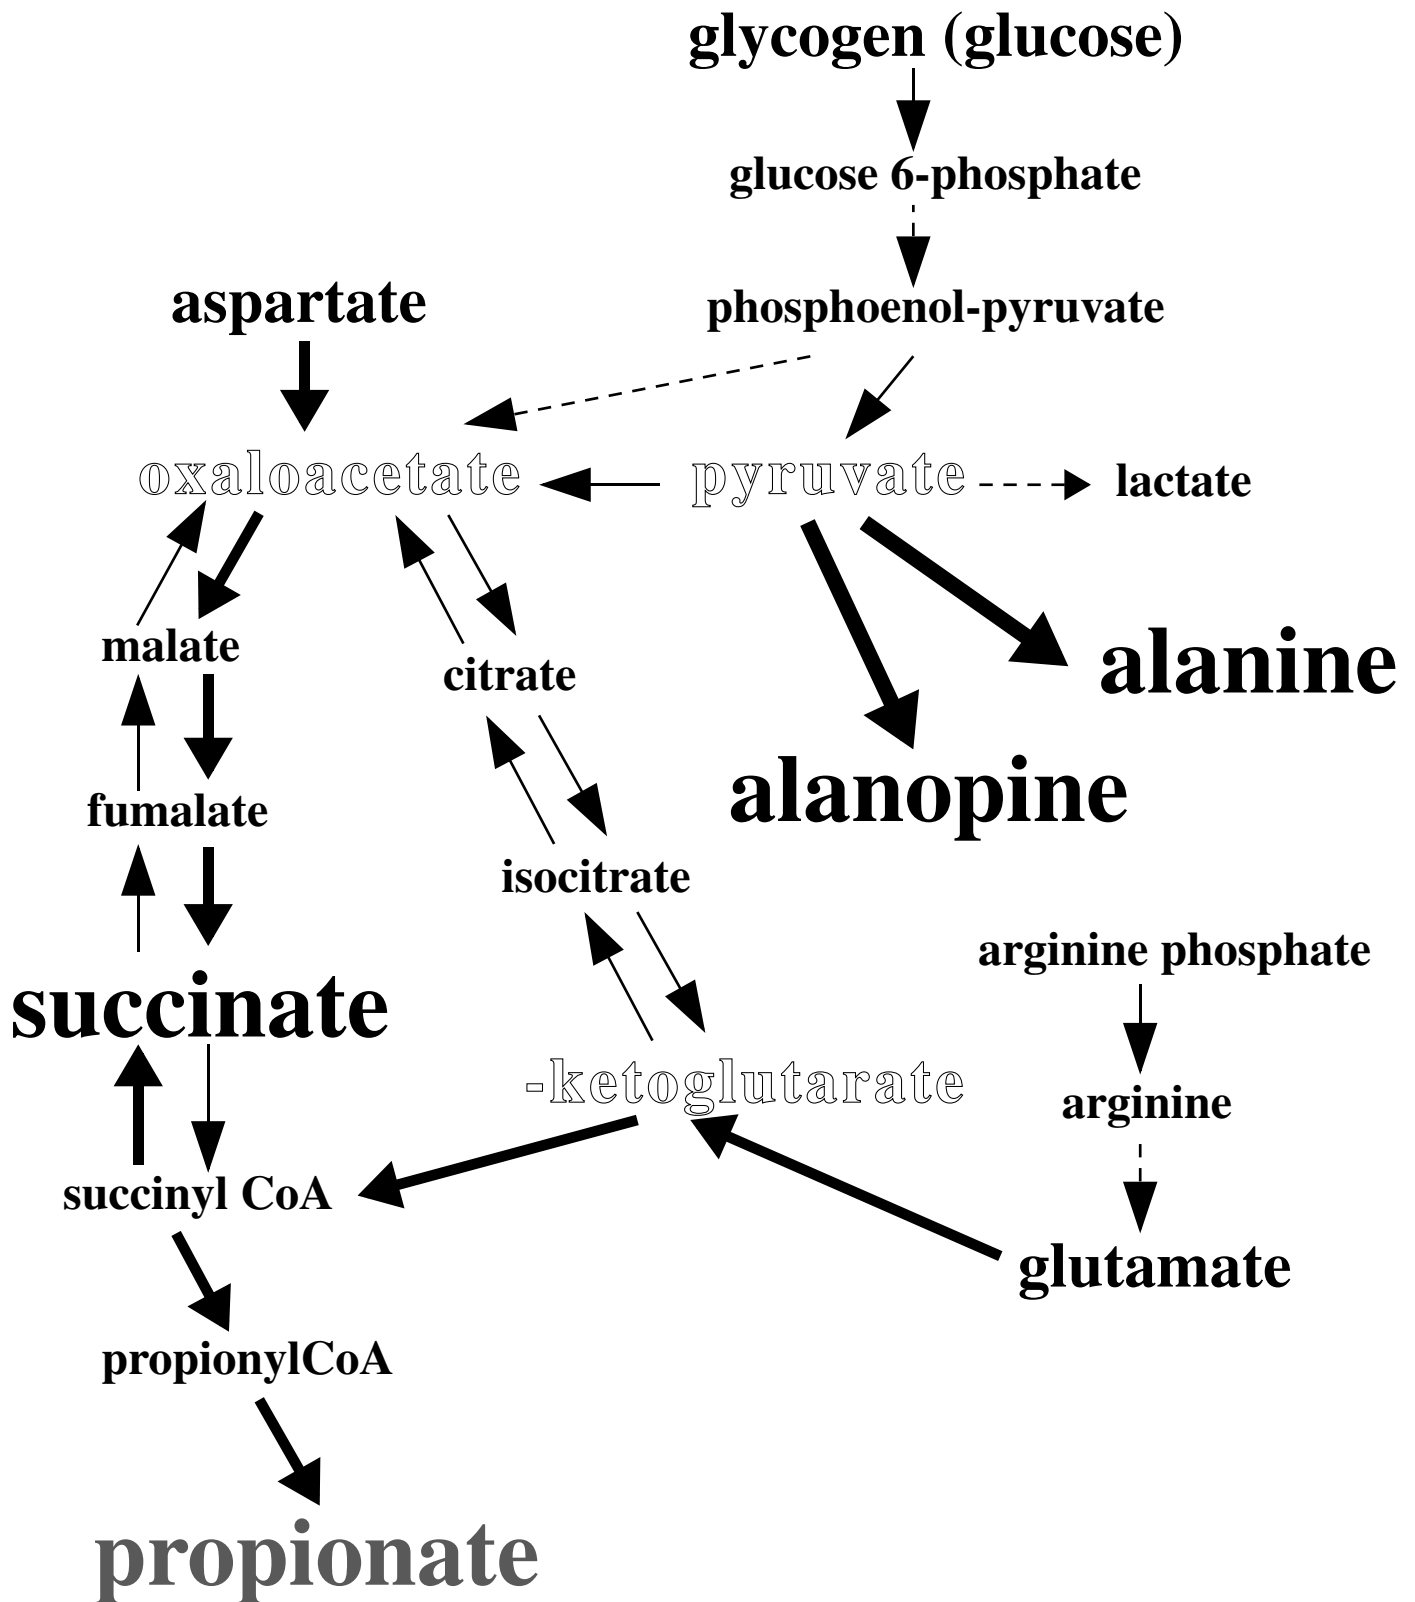 glycogen (glucose)
glucose 6-phosphate
phosphoenol-pyruvate
aspartate
oxaloacetate
pyruvate
lactate
malate
citrate
alanine
alanopine
fumalate
isocitrate
arginine phosphate
succinate
-ketoglutarate
arginine
succinyl CoA
glutamate
propionylCoA
propionate